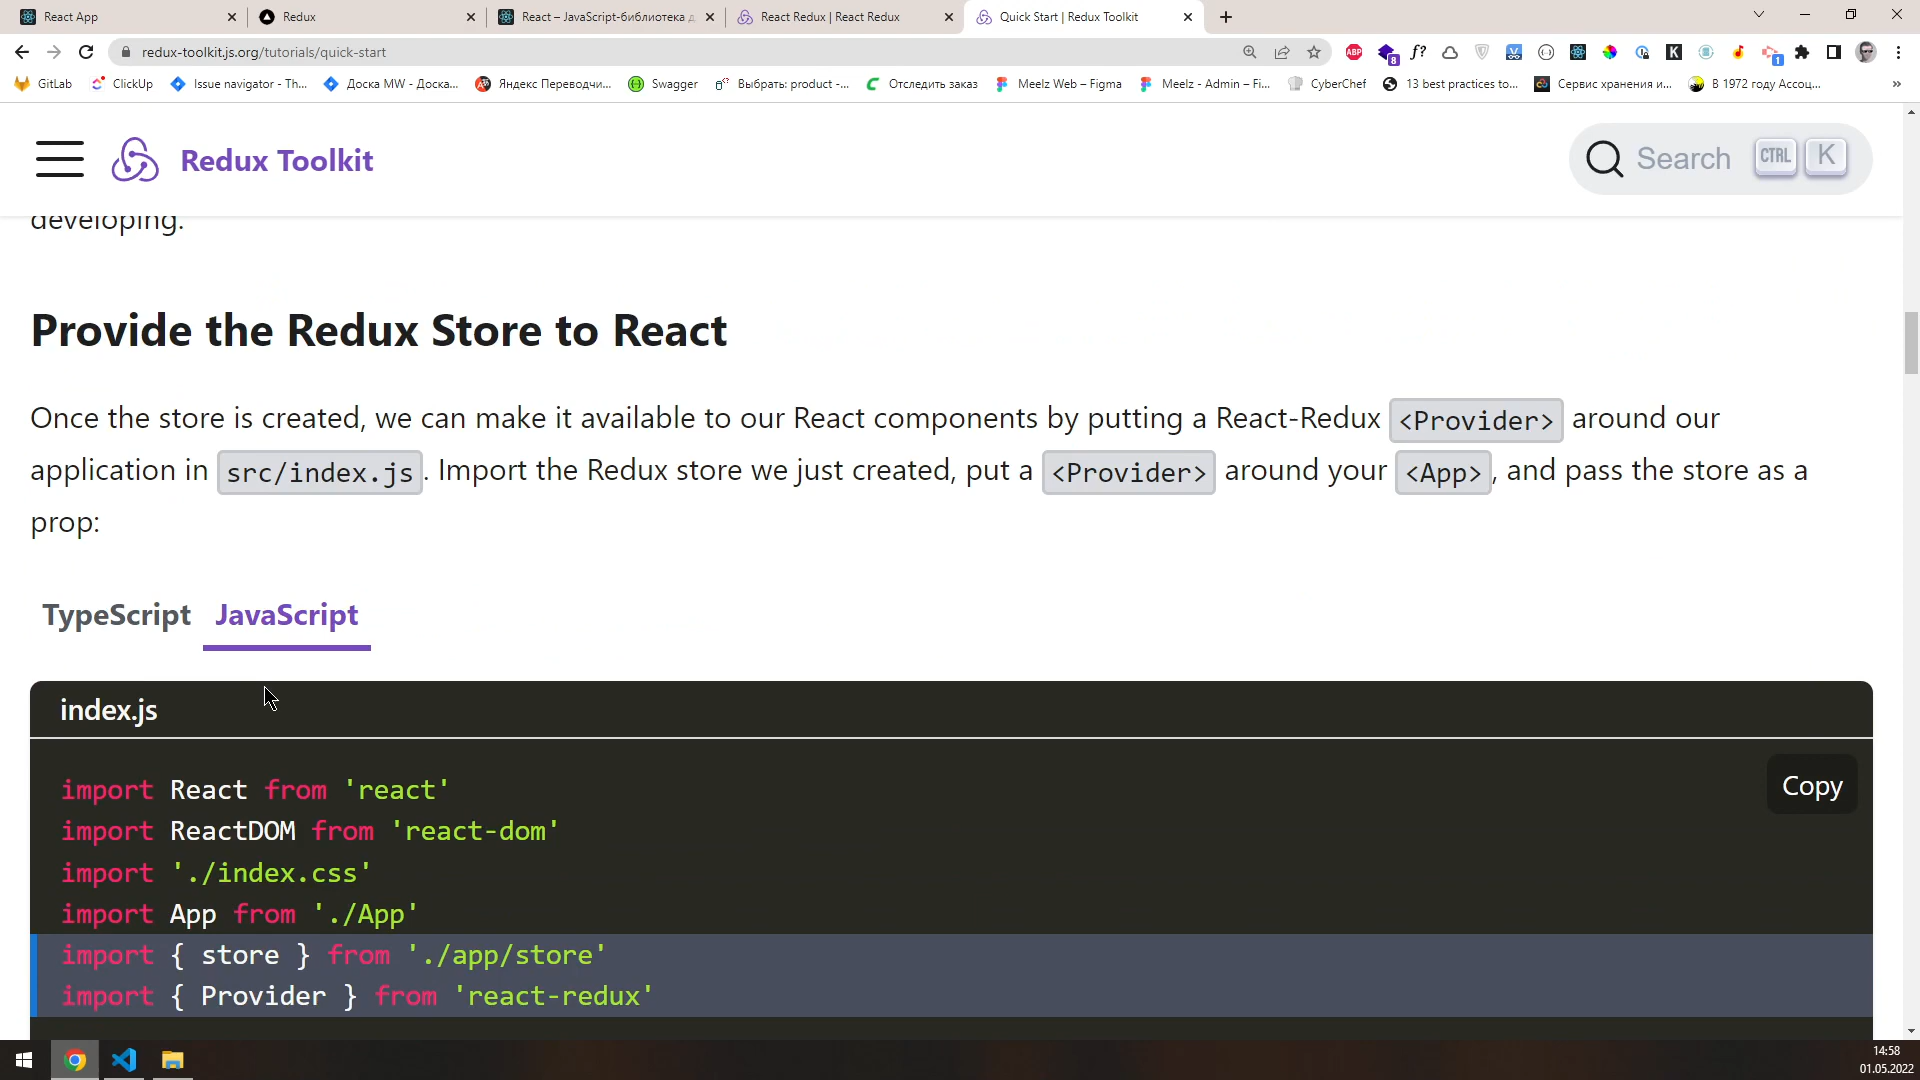 React App
Redux
React – JavaScript-библиотека д
React Redux | React Redux
Quick Start | Redux Toolkit
redux-toolkit.js.org/tutorials/quick-start
ABP
8
f?
K
1
GitLab
ClickUp
Issue navigator - Th...
Доска MW - Доска...
Яндекс Переводчи...
Swagger
Выбрать: product -...
Отследить заказ
Meelz Web – Figma
Meelz - Admin – Fi...
CyberChef
13 best practices to...
Сервис хранения и...
В 1972 году Ассоц...
»
Redux Toolkit
Search
CTRL
K
developing.
Provide the Redux Store to React
Once the store is created, we can make it available to our React components by putting a React-Redux <Provider> around our
application in src/index.js. Import the Redux store we just created, put a <Provider> around your <App>, and pass the store as a
prop:
TypeScript
JavaScript
index.js
Copy
import React from 'react'
import ReactDOM from 'react-dom'
import './index.css'
import App from './App'
import { store } from './app/store'
import { Provider } from 'react-redux'
14:58
01.05.2022